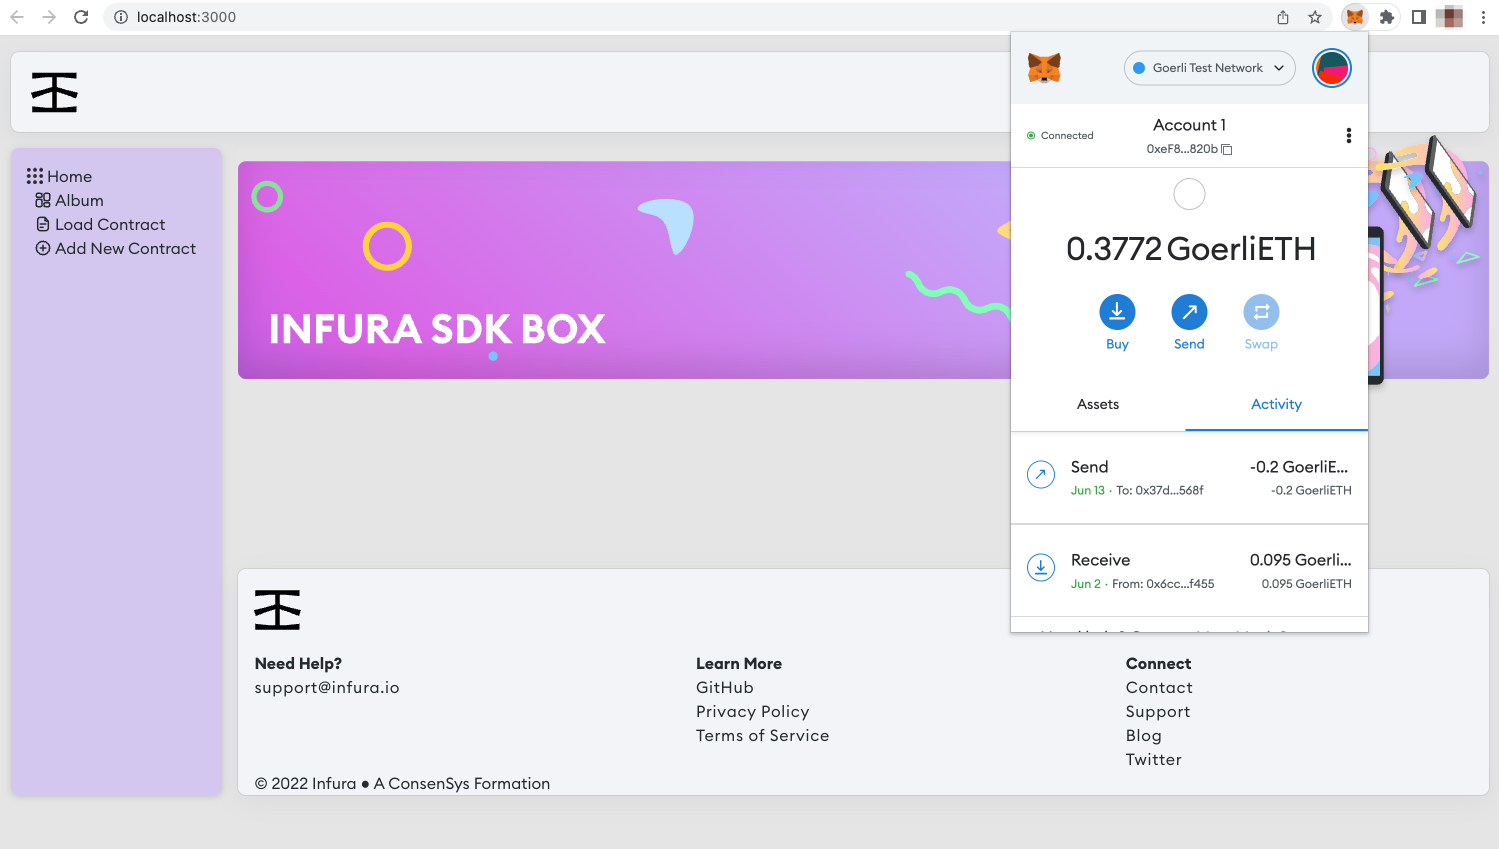 localhost:3000
Goerli Test Network
Connected
Account 1
0xeF8...820b
Home
Album
Load Contract
Add New Contract
INFURA SDK BOX
0.3772 GoerliETH
Buy
Send
Swap
Assets
Activity
Send
-0.2 GoerliE...
Jun 13 · To: 0x37d...568f
-0.2 GoerliETH
Receive
0.095 Goerli...
Jun 2 · From: 0x6cc...f455
0.095 GoerliETH
Need Help?
support@infura.io
Learn More
GitHub
Privacy Policy
Terms of Service
Connect
Contact
Support
Blog
Twitter
© 2022 Infura ● A ConsenSys Formation